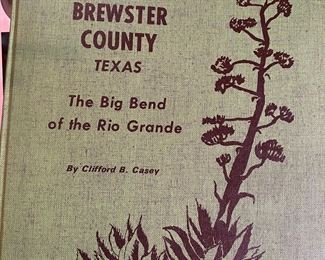 BREWSTER
COUNTY
TEXAS
The Big Bend
of the Rio Grande
By Clifford B. Casey